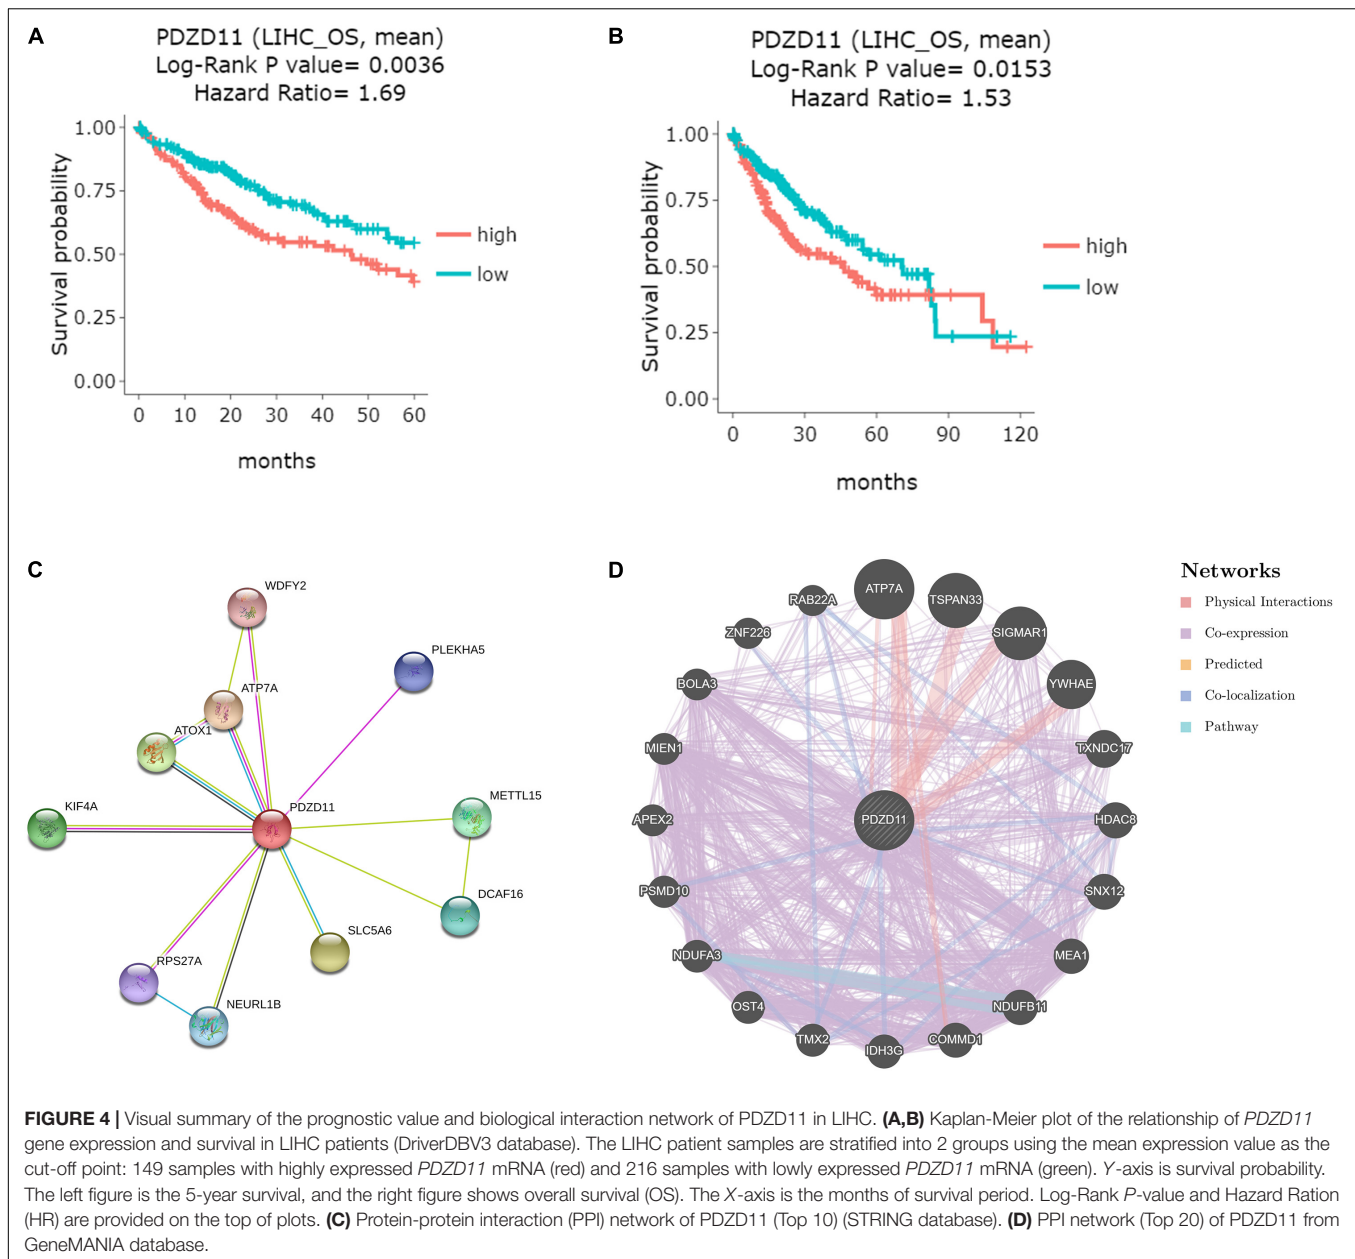 A
PDZD11 (LIHC_OS, mean)
Log-Rank P value= 0.0036
Hazard Ratio= 1.69
1.00
0.75
0.50
0.25
0.00
Survival probability
0 10 20 30 40 50 60
months
high
low
B
PDZD11 (LIHC_OS, mean)
Log-Rank P value= 0.0153
Hazard Ratio= 1.53
1.00
0.75
0.50
0.25
0.00
Survival probability
0 30 60 90 120
months
high
low
C
WDFY2
PLEKHA5
ATP7A
ATOX1
KIF4A
PDZD11
METTL15
DCAF16
SLC5A6
RPS27A
NEURL1B
D
ATP7A
TSPAN33
RAB22A
SIGMAR1
ZNF226
YWHAE
BOLA3
TXNDC17
MIEN1
APEX2
PDZD11
HDAC8
PSMD10
SNX12
NDUFA3
MEA1
OST4
NDUFB11
TMX2
IDH3G
COMMD1
Networks
Physical Interactions
Co-expression
Predicted
Co-localization
Pathway
FIGURE 4 | Visual summary of the prognostic value and biological interaction network of PDZD11 in LIHC. (A,B) Kaplan-Meier plot of the relationship of PDZD11
gene expression and survival in LIHC patients (DriverDBV3 database). The LIHC patient samples are stratified into 2 groups using the mean expression value as the
cut-off point: 149 samples with highly expressed PDZD11 mRNA (red) and 216 samples with lowly expressed PDZD11 mRNA (green). Y-axis is survival probability.
The left figure is the 5-year survival, and the right figure shows overall survival (OS). The X-axis is the months of survival period. Log-Rank P-value and Hazard Ration
(HR) are provided on the top of plots. (C) Protein-protein interaction (PPI) network of PDZD11 (Top 10) (STRING database). (D) PPI network (Top 20) of PDZD11 from
GeneMANIA database.